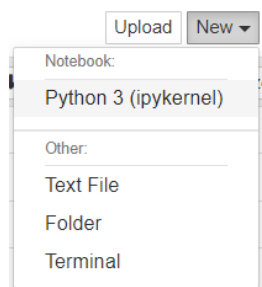 Upload New
Notebook:
Python 3 (ipykernel)
Other:
Text File
Folder
Terminal